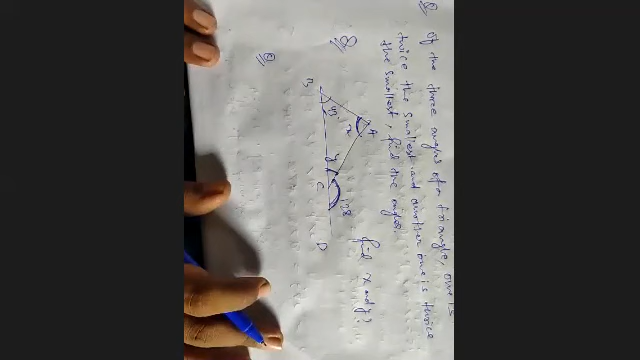 Q Of the three angles of a triangle, one is
twice the smallest and another one is thrice
the smallest, find the angles.
Q
A
x
B
y
C
128
D
find x and y?
Q